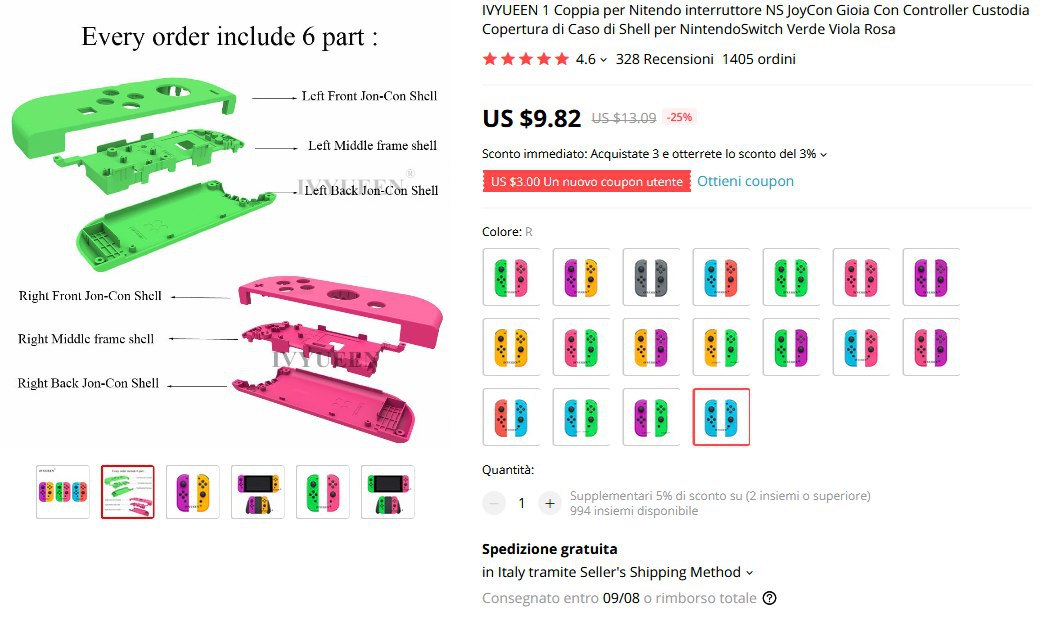 Every order include 6 part :
Left Front Jon-Con Shell
Left Middle frame shell
IVYUEEN®
Left Back Jon-Con Shell
Right Front Jon-Con Shell
Right Middle frame shell
IVYUEEN
Right Back Jon-Con Shell
IVYUEEN 1 Coppia per Nitendo interruttore NS JoyCon Gioia Con Controller Custodia
Copertura di Caso di Shell per NintendoSwitch Verde Viola Rosa
4.6 328 Recensioni 1405 ordini
US $9.82 US $13.09 -25%
Sconto immediato: Acquistate 3 e otterrete lo sconto del 3%
US $3.00 Un nuovo coupon utente Ottieni coupon
Colore: R
Quantità:
1
Supplementari 5% di sconto su (2 insiemi o superiore)
994 insiemi disponibile
Spedizione gratuita
in Italy tramite Seller's Shipping Method
Consegnato entro 09/08 o rimborso totale